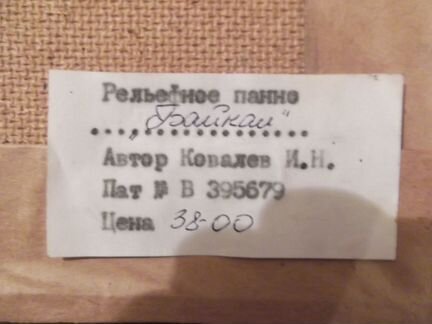 Рельефное панно
"Байкал"
Автор Ковалев И.Н.
Пат № В 395679
Цена 38-00